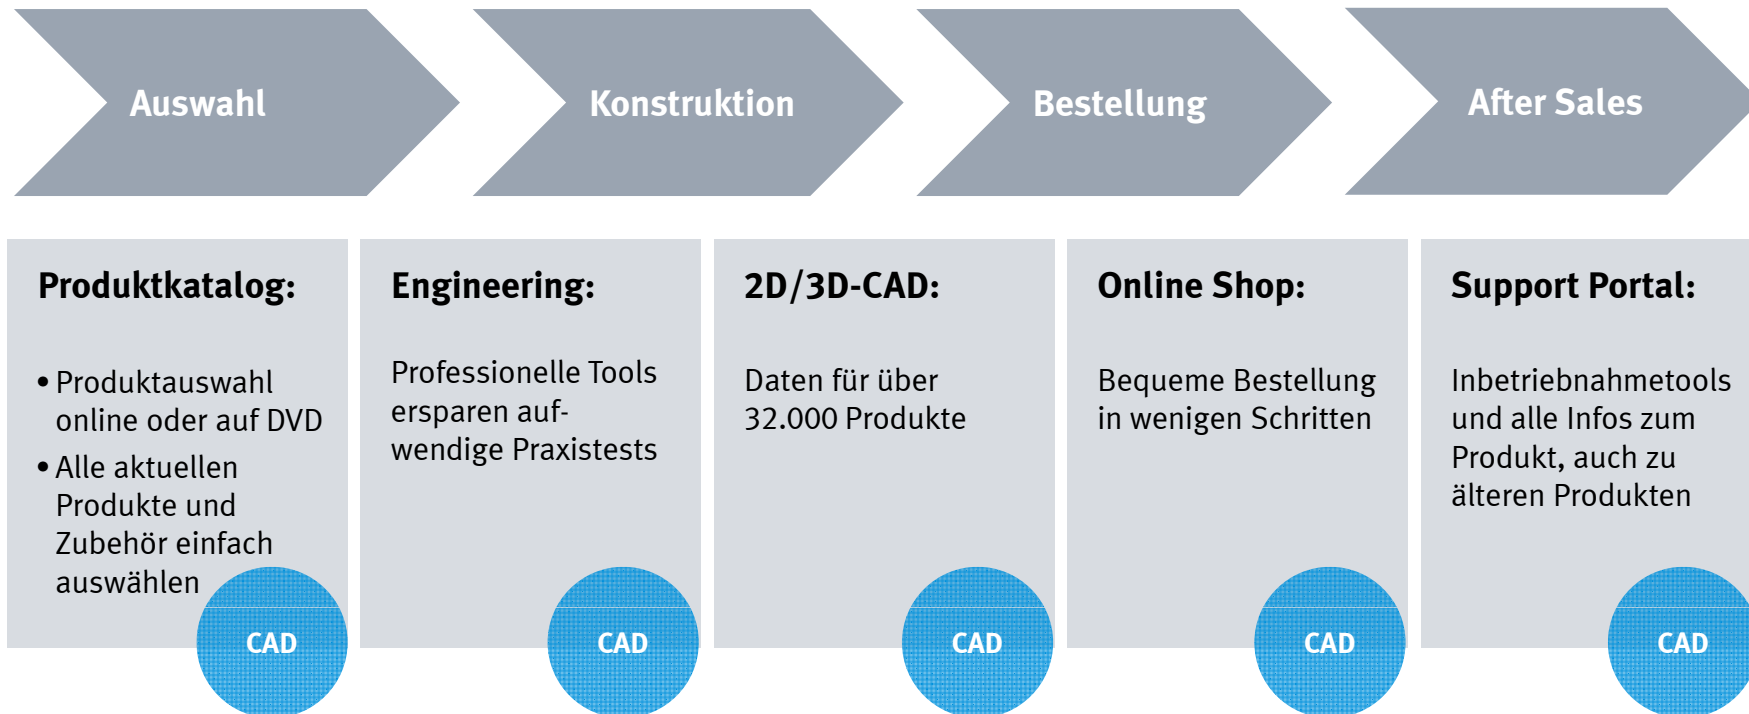 Auswahl
Konstruktion
Bestellung
After Sales
Produktkatalog:
• Produktauswahl
online oder auf DVD
• Alle aktuellen
Produkte und
Zubehör einfach
auswählen
CAD
Engineering:
Professionelle Tools
ersparen auf-
wendige Praxistests
CAD
2D/3D-CAD:
Daten für über
32.000 Produkte
CAD
Online Shop:
Bequeme Bestellung
in wenigen Schritten
CAD
Support Portal:
Inbetriebnahmetools
und alle Infos zum
Produkt, auch zu
älteren Produkten
CAD